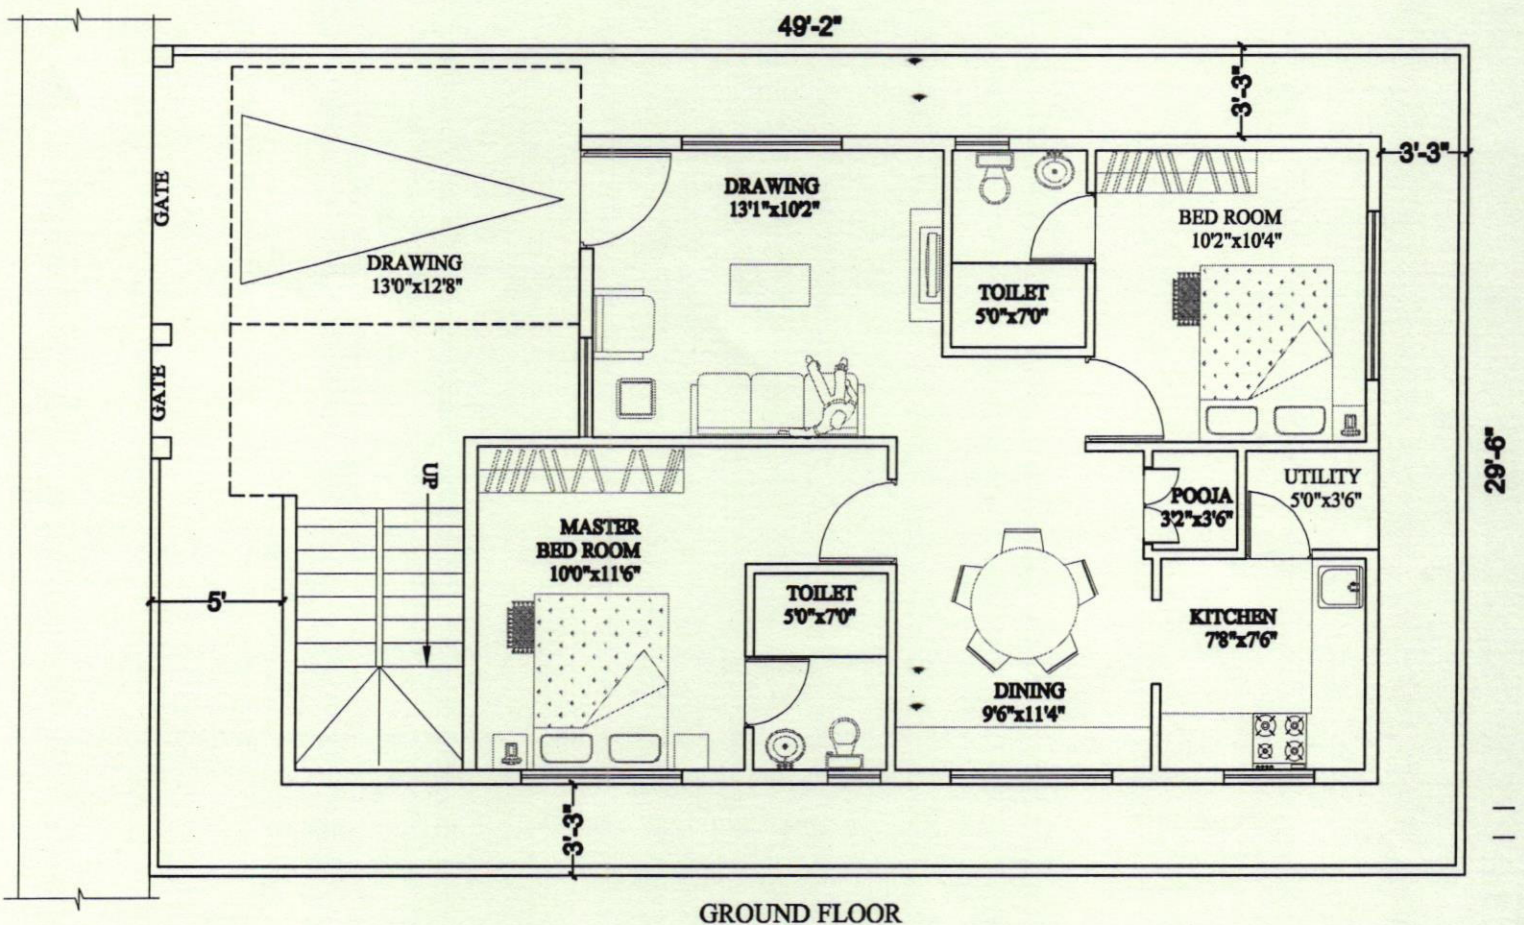 49'-2"
3'-3"
3'-3"
GATE
DRAWING
13'1"x10'2"
BED ROOM
10'2"x10'4"
DRAWING
13'0"x12'8"
TOILET
5'0"x7'0"
GATE
UP
29'-6"
UTILITY
5'0"x3'6"
POOJA
3'2"x3'6"
MASTER
BED ROOM
10'0"x11'6"
TOILET
5'0"x7'0"
5'
KITCHEN
7'8"x7'6"
DINING
9'6"x11'4"
3'-3"
GROUND FLOOR